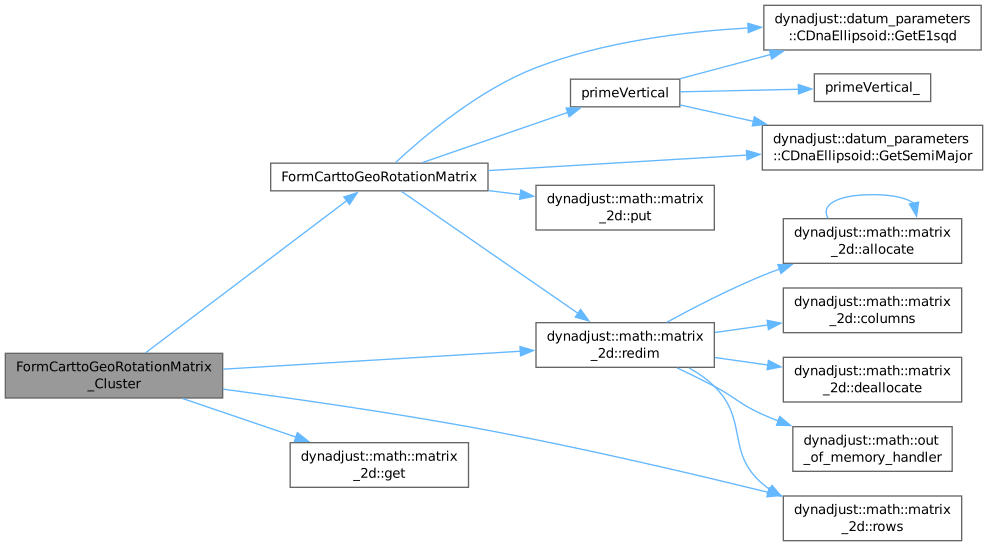 dynadjust::datum_parameters
::CDnaEllipsoid::GetE1sqd
primeVertical
primeVertical_
dynadjust::datum_parameters
::CDnaEllipsoid::GetSemiMajor
FormCarttoGeoRotationMatrix
dynadjust::math::matrix
_2d::put
dynadjust::math::matrix
_2d::allocate
dynadjust::math::matrix
_2d::columns
dynadjust::math::matrix
_2d::redim
FormCarttoGeoRotationMatrix
_Cluster
dynadjust::math::matrix
_2d::deallocate
dynadjust::math::out
_of_memory_handler
dynadjust::math::matrix
_2d::get
dynadjust::math::matrix
_2d::rows